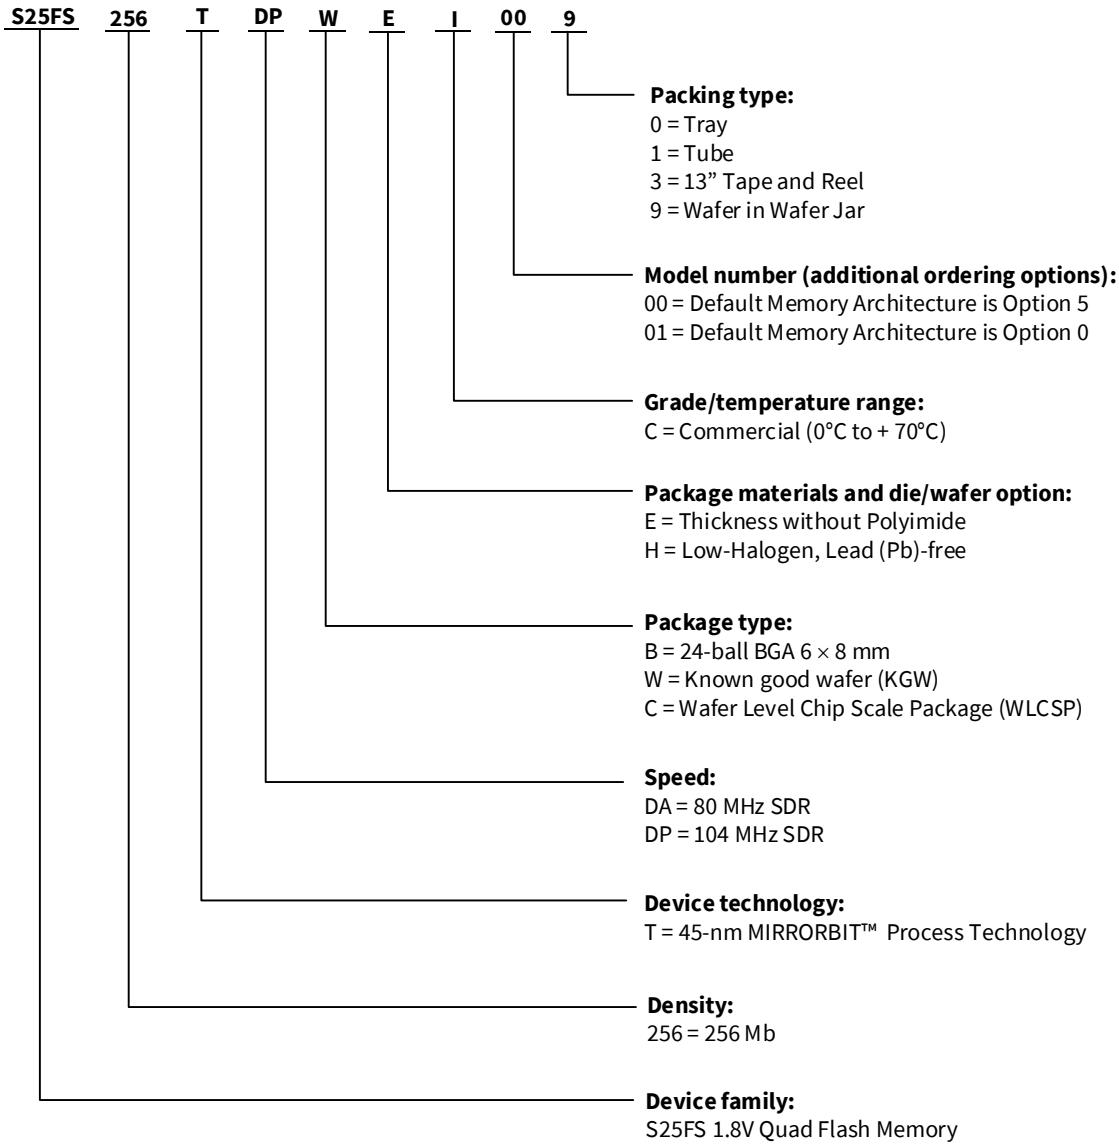 S25FS 256 T DP W E I 00 9
Packing type:
0 = Tray
1 = Tube
3 = 13” Tape and Reel
9 = Wafer in Wafer Jar
Model number (additional ordering options):
00 = Default Memory Architecture is Option 5
01 = Default Memory Architecture is Option 0
Grade/temperature range:
C = Commercial (0°C to + 70°C)
Package materials and die/wafer option:
E = Thickness without Polyimide
H = Low-Halogen, Lead (Pb)-free
Package type:
B = 24-ball BGA 6 × 8 mm
W = Known good wafer (KGW)
C = Wafer Level Chip Scale Package (WLCSP)
Speed:
DA = 80 MHz SDR
DP = 104 MHz SDR
Device technology:
T = 45-nm MIRRORBIT™ Process Technology
Density:
256 = 256 Mb
Device family:
S25FS 1.8V Quad Flash Memory